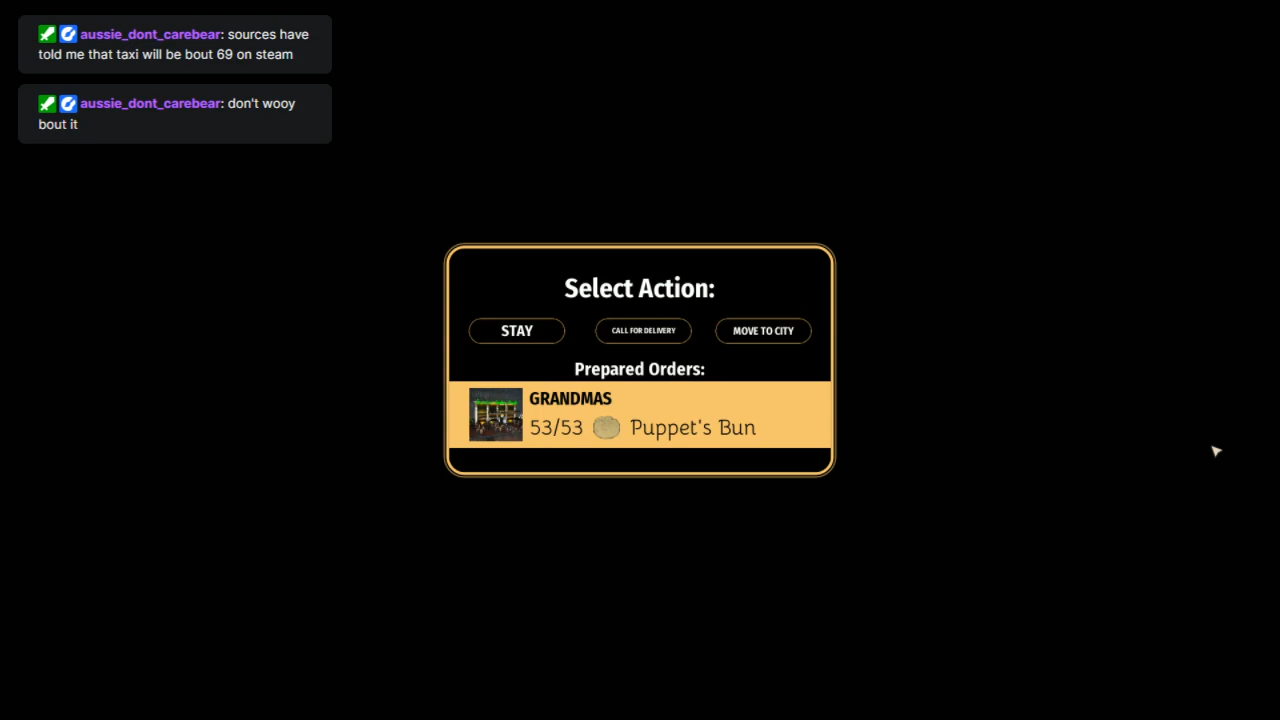 aussie_dont_carebear: sources have
told me that taxi will be bout 69 on steam
aussie_dont_carebear: don't wooy
bout it
Select Action:
STAY
CALL FOR DELIVERY
MOVE TO CITY
Prepared Orders:
GRANDMAS
53/53 Puppet's Bun